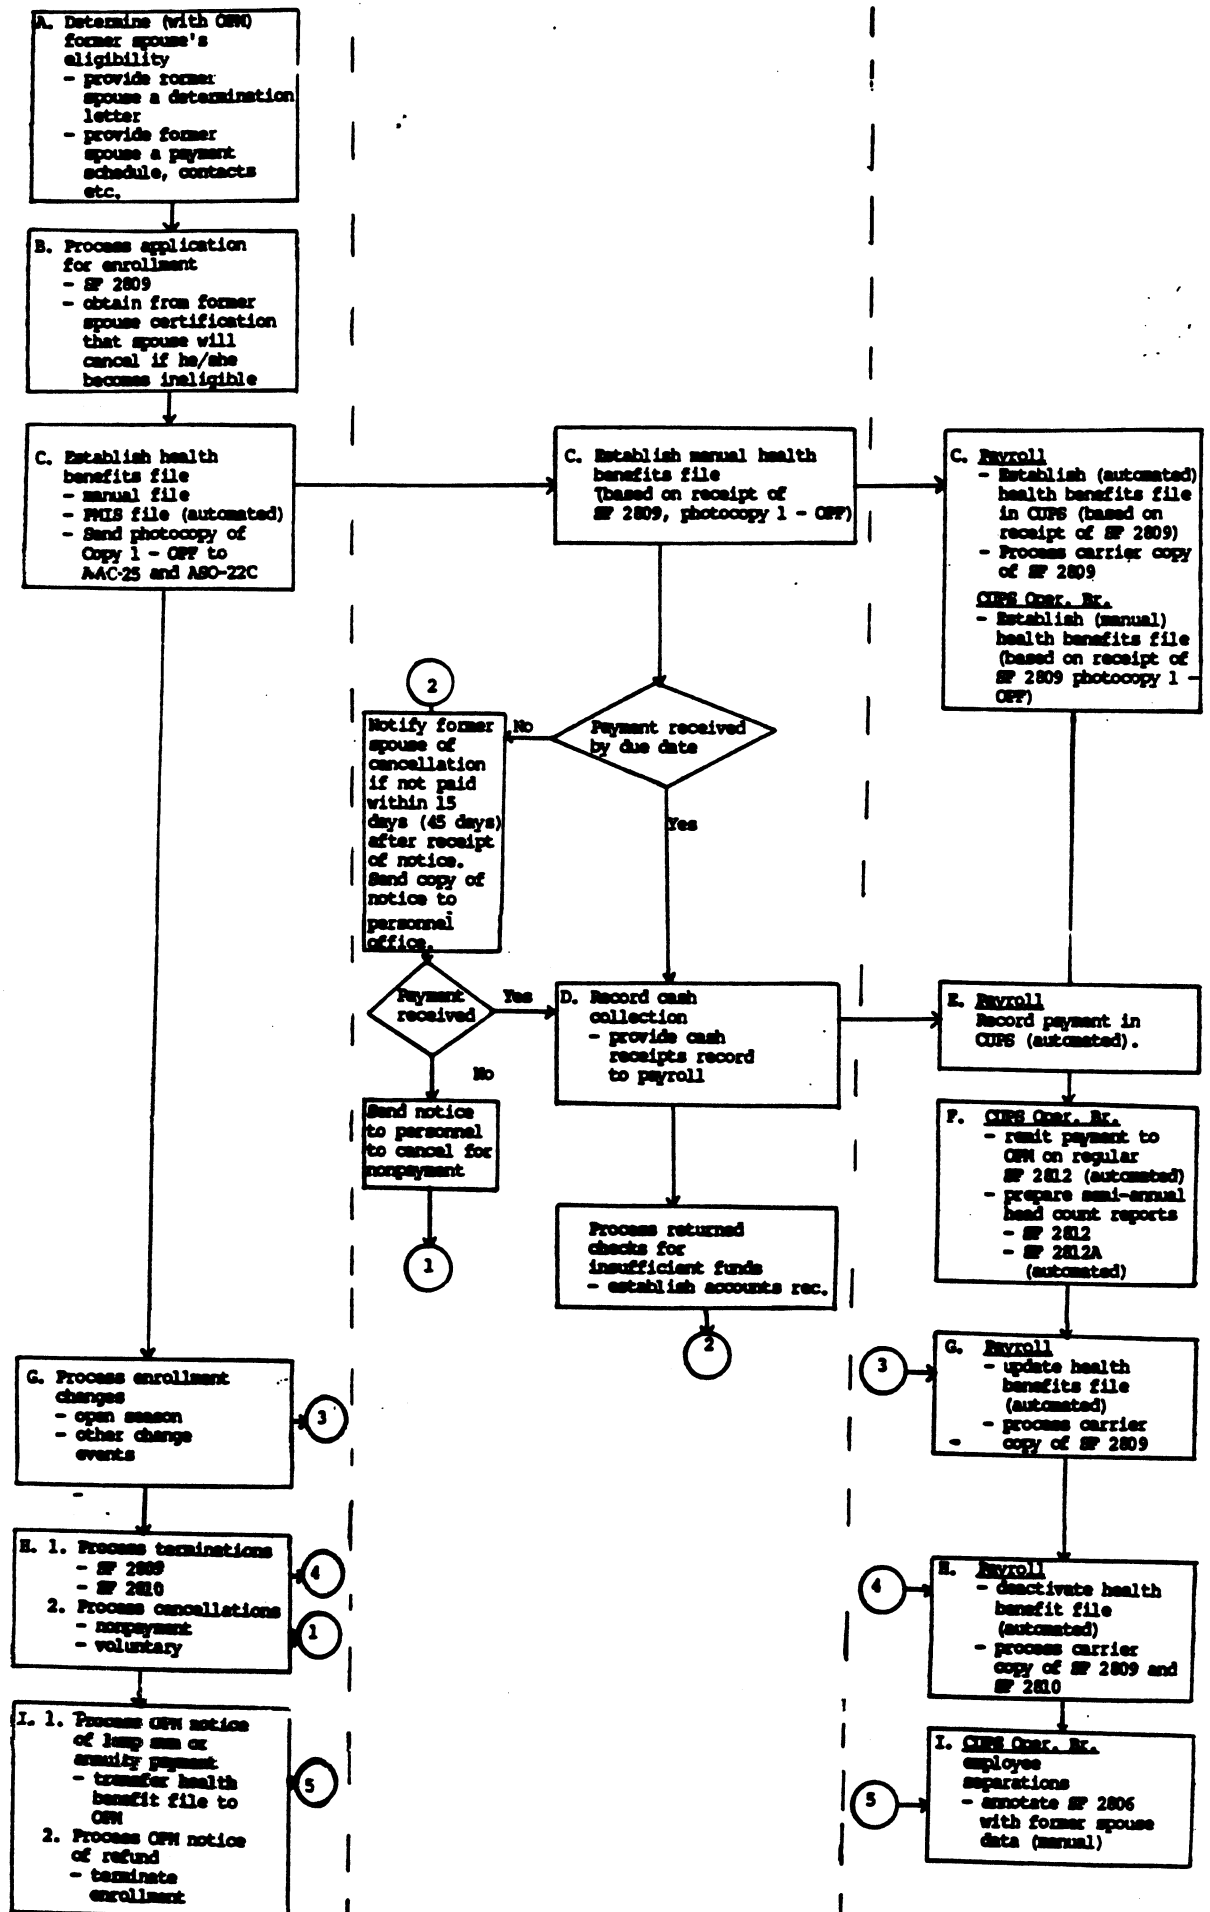 A. Determine (with OPM)
former spouse's
eligibility
- provide former
spouse a determination
letter
- provide former
spouse a payment
schedule, contacts
etc.
B. Process application
for enrollment
- SF 2809
- obtain from former
spouse certification
that spouse will
cancel if he/she
becomes ineligible
C. Establish health
benefits file
- manual file
- PMIS file (automated)
- Send photocopy of
Copy 1 - OPF to
AAC-25 and ASO-22C
C. Establish manual health
benefits file
(based on receipt of
SF 2809, photocopy 1 - OPF)
C. Payroll
- Establish (automated)
health benefits file
in CUPS (based on
receipt of SF 2809)
- Process carrier copy
of SF 2809
CUPS Oper. Br.
- Establish (manual)
health benefits file
(based on receipt of
SF 2809 photocopy 1 -
OPF)
2
Notify former
spouse of
cancellation
if not paid
within 15
days (45 days)
after receipt
of notice.
Send copy of
notice to
personnel
office.
No
Payment received
by due date
Yes
Payment
received
Yes
No
D. Record cash
collection
- provide cash
receipts record
to payroll
E. Payroll
Record payment in
CUPS (automated).
Send notice
to personnel
to cancel for
nonpayment
1
Process returned
checks for
insufficient funds
- establish accounts rec.
2
F. CUPS Oper. Br.
- remit payment to
OPM on regular
SF 2812 (automated)
- prepare semi-annual
head count reports
- SF 2812
- SF 2812A
(automated)
G. Process enrollment
changes
- open season
- other change
events
3
3
G. Payroll
- update health
benefits file
(automated)
- process carrier
copy of SF 2809
H. 1. Process terminations
- SF 2809
- SF 2810
2. Process cancellations
- nonpayment
- voluntary
4
1
4
H. Payroll
- deactivate health
benefit file
(automated)
- process carrier
copy of SF 2809 and
SF 2810
I. 1. Process OPM notice
of lump sum or
annuity payment
- transfer health
benefit file to
OPM
2. Process OPM notice
of refund
- terminate
enrollment
5
5
I. CUPS Oper. Br.
employee
separations
- annotate SF 2806
with former spouse
data (manual)